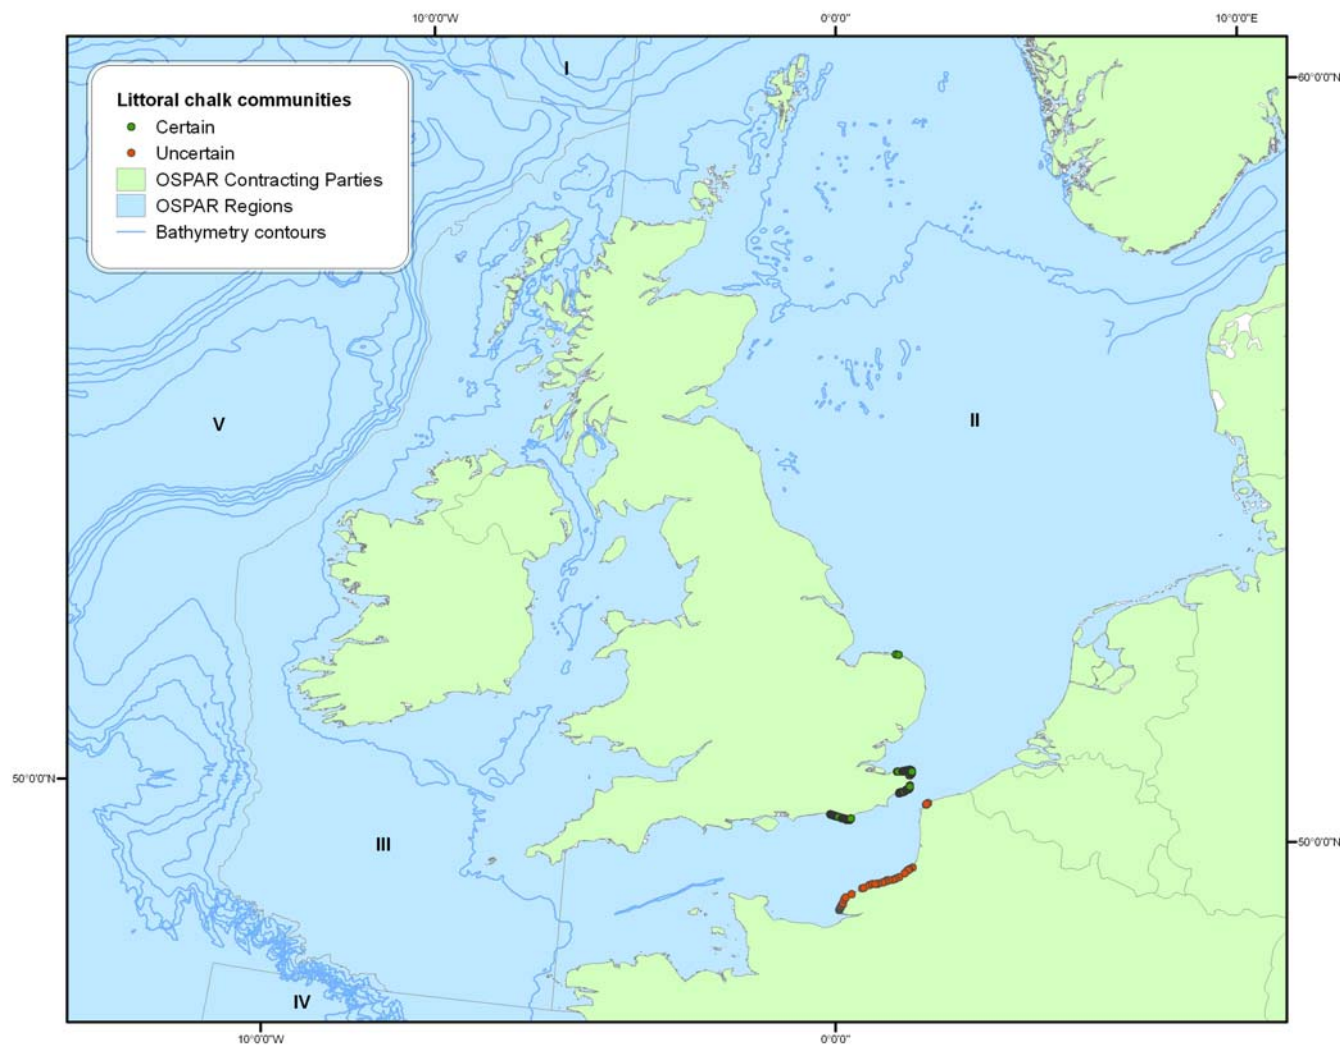 10°0'0"W 0°0'0" 10°0'0"E
I
60°0'0"N
Littoral chalk communities
Certain
Uncertain
OSPAR Contracting Parties
OSPAR Regions
Bathymetry contours
V
II
50°0'0"N
50°0'0"N
III
IV
10°0'0"W 0°0'0"